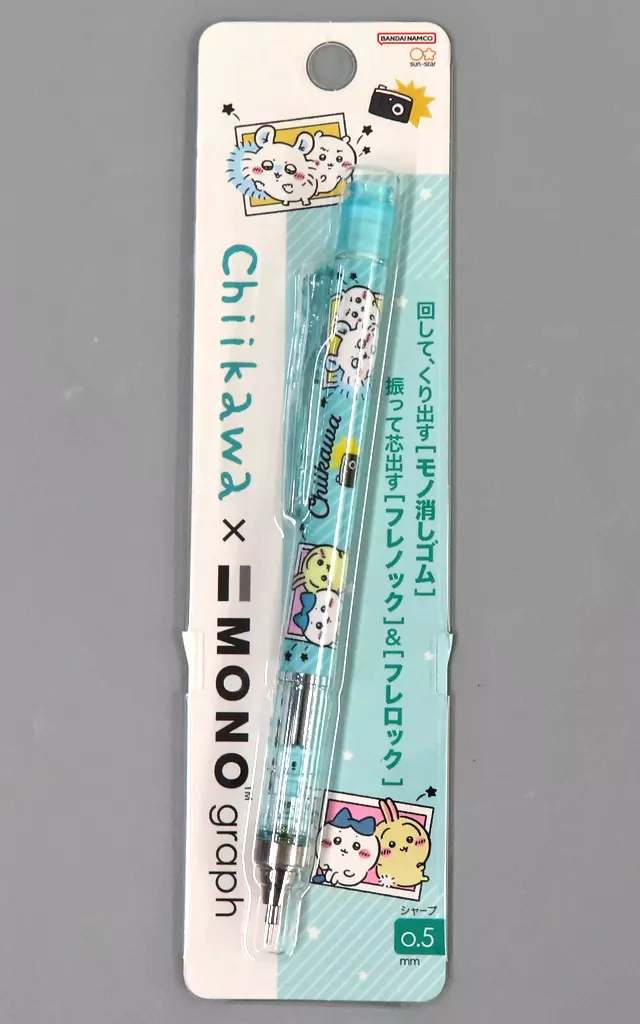 BANDAI NAMCO
sun-star
Chiikawa × MONO™ graph
回して、くり出す[モノ消しゴム]
振って芯出す[フレノック]&[フレロック]
Chiikawa
シャープ
0.5
mm